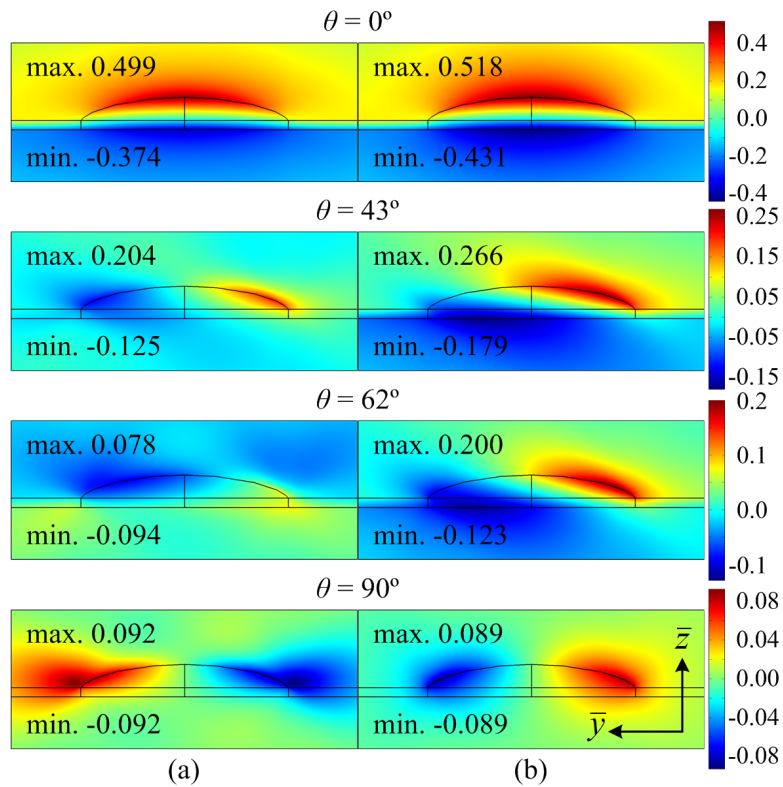 θ = 0º
max. 0.499 max. 0.518
min. -0.374 min. -0.431
0.4
0.2
0.0
-0.2
-0.4
θ = 43º
max. 0.204 max. 0.266
min. -0.125 min. -0.179
0.25
0.15
0.05
-0.05
-0.15
θ = 62º
max. 0.078 max. 0.200
min. -0.094 min. -0.123
0.2
0.1
0.0
-0.1
θ = 90º
max. 0.092 max. 0.089
min. -0.092 min. -0.089
z̅
y̅
0.08
0.04
0.00
-0.04
-0.08
(a) (b)